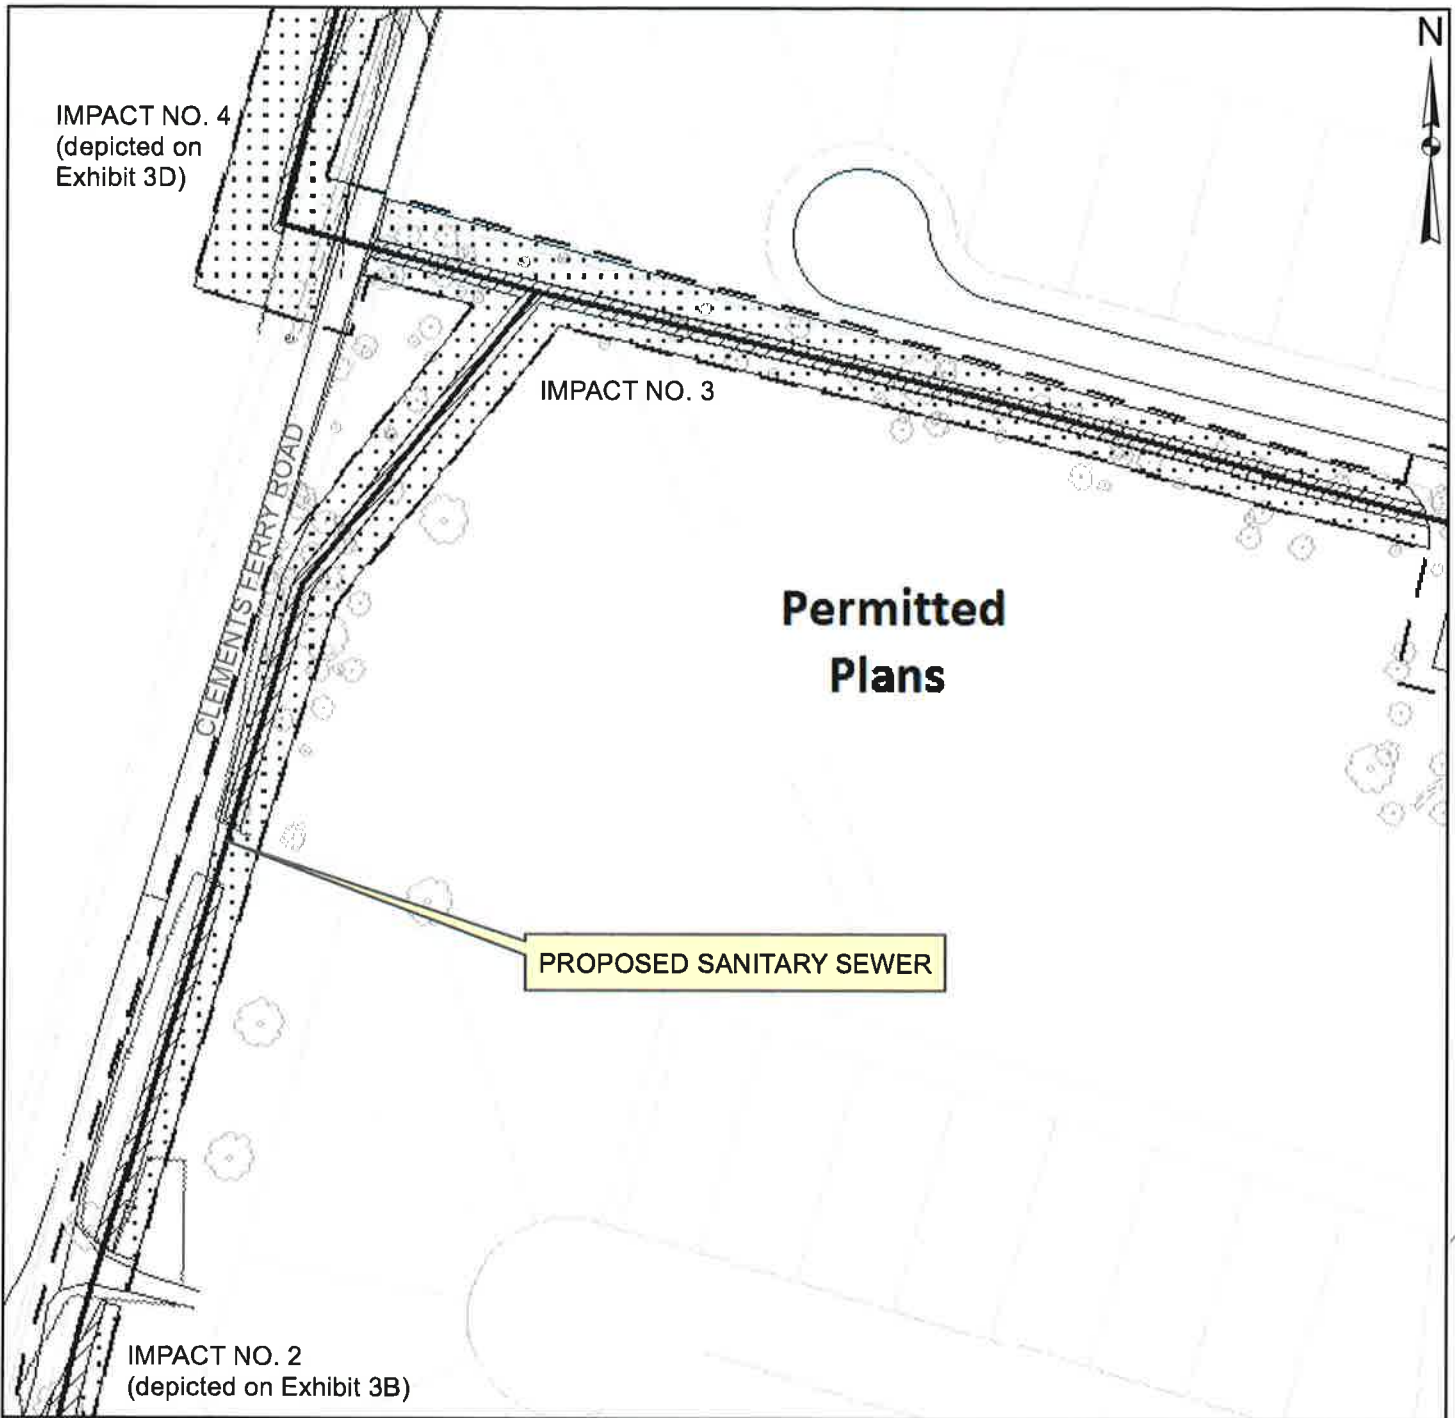 N
IMPACT NO. 4
(depicted on
Exhibit 3D)
IMPACT NO. 3
CLEMENTS FERRY ROAD
Permitted
Plans
PROPOSED SANITARY SEWER
IMPACT NO. 2
(depicted on Exhibit 3B)